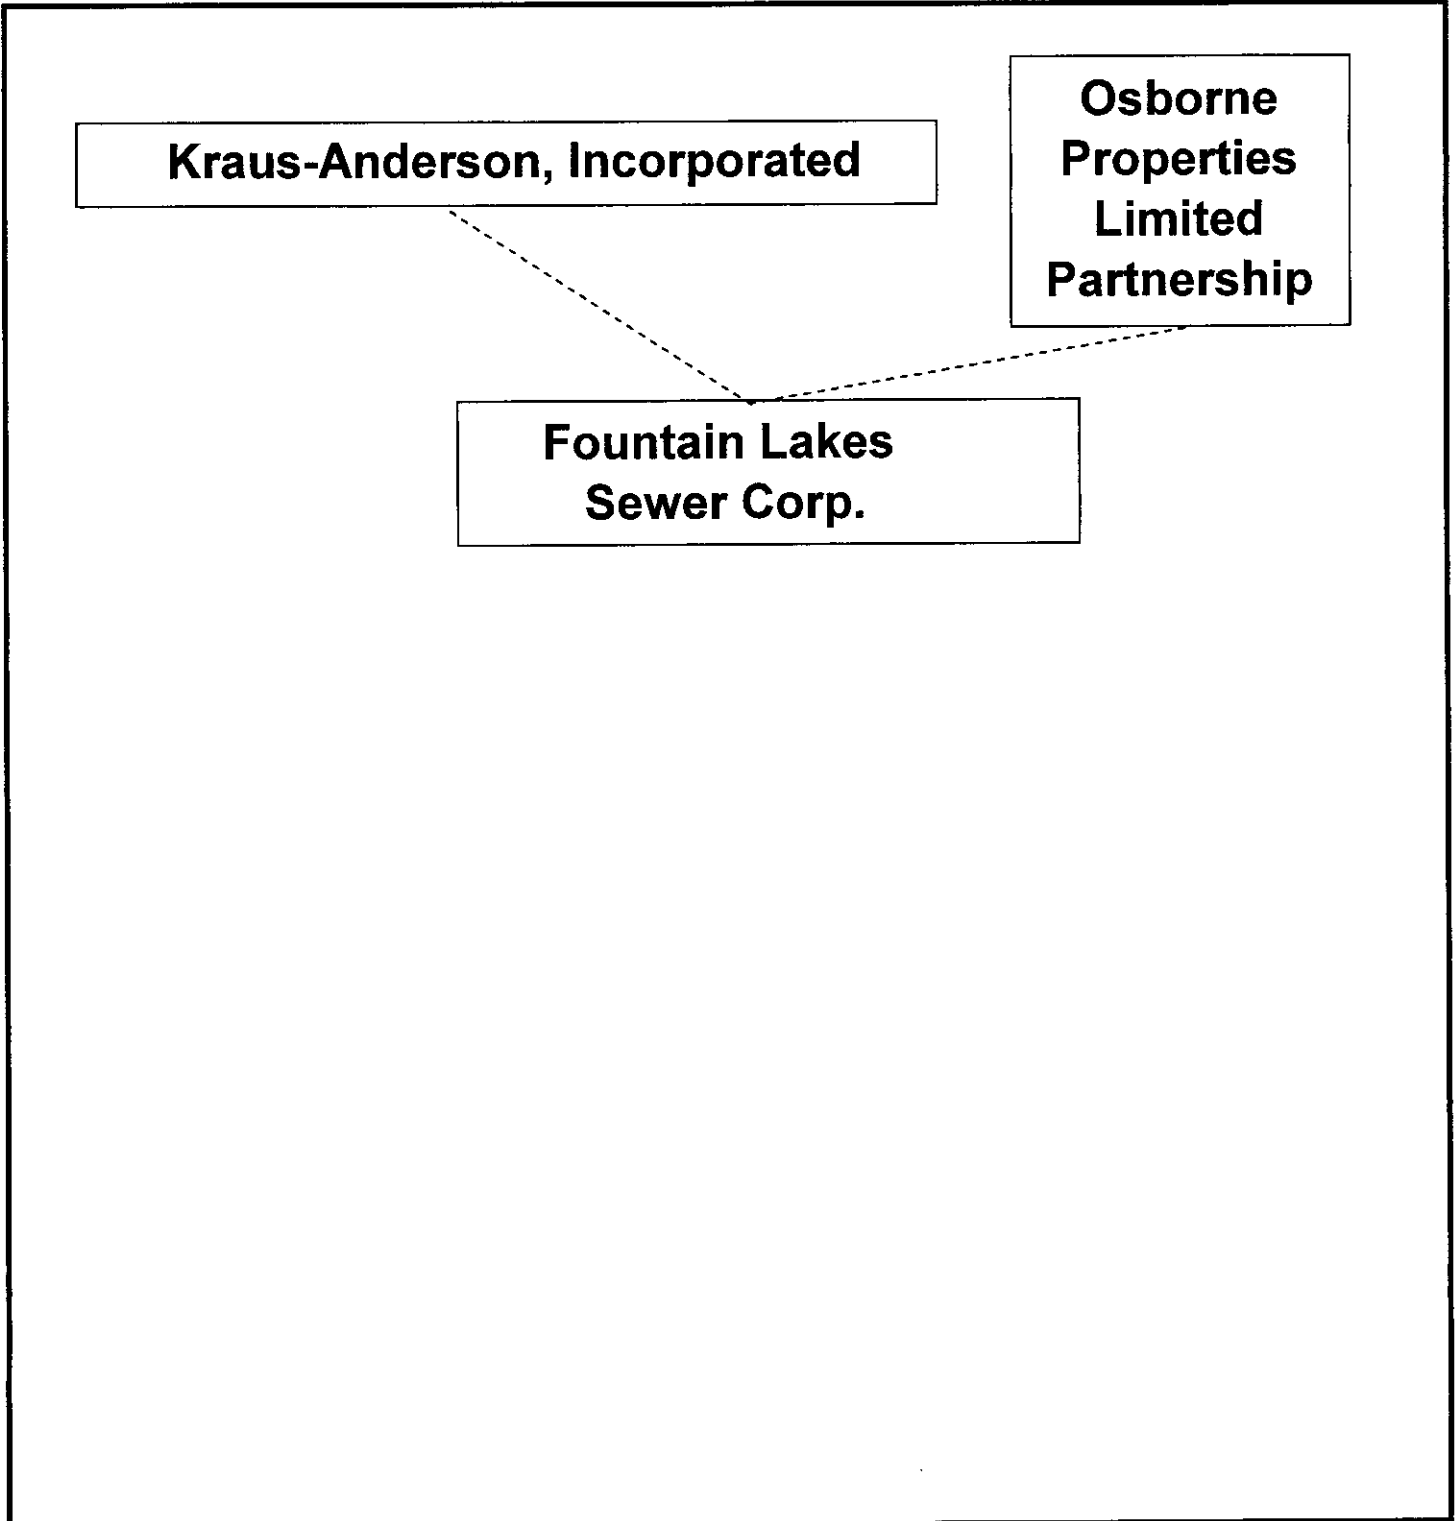 Kraus-Anderson, Incorporated
Osborne
Properties
Limited
Partnership
Fountain Lakes
Sewer Corp.